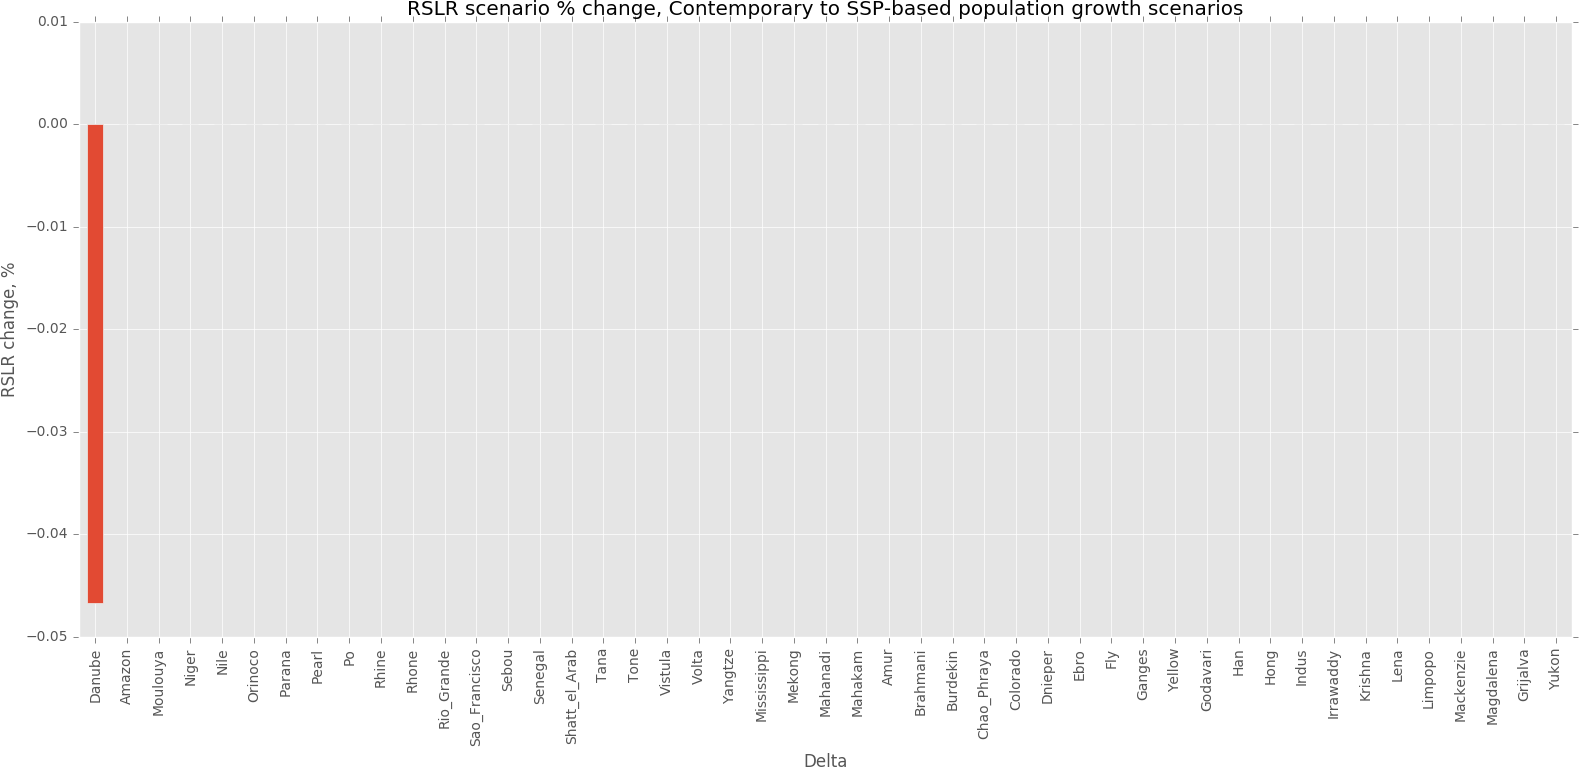 RSLR scenario % change, Contemporary to SSP-based population growth scenarios
0.01
0.00
−0.01
−0.02
−0.03
−0.04
−0.05
RSLR change, %
Danube
Amazon
Moulouya
Niger
Nile
Orinoco
Parana
Pearl
Po
Rhine
Rhone
Rio_Grande
Sao_Francisco
Sebou
Senegal
Shatt_el_Arab
Tana
Tone
Vistula
Volta
Yangtze
Mississippi
Mekong
Mahanadi
Mahakam
Amur
Brahmani
Burdekin
Chao_Phraya
Colorado
Dnieper
Ebro
Fly
Ganges
Yellow
Godavari
Han
Hong
Indus
Irrawaddy
Krishna
Lena
Limpopo
Mackenzie
Magdalena
Grijalva
Yukon
Delta